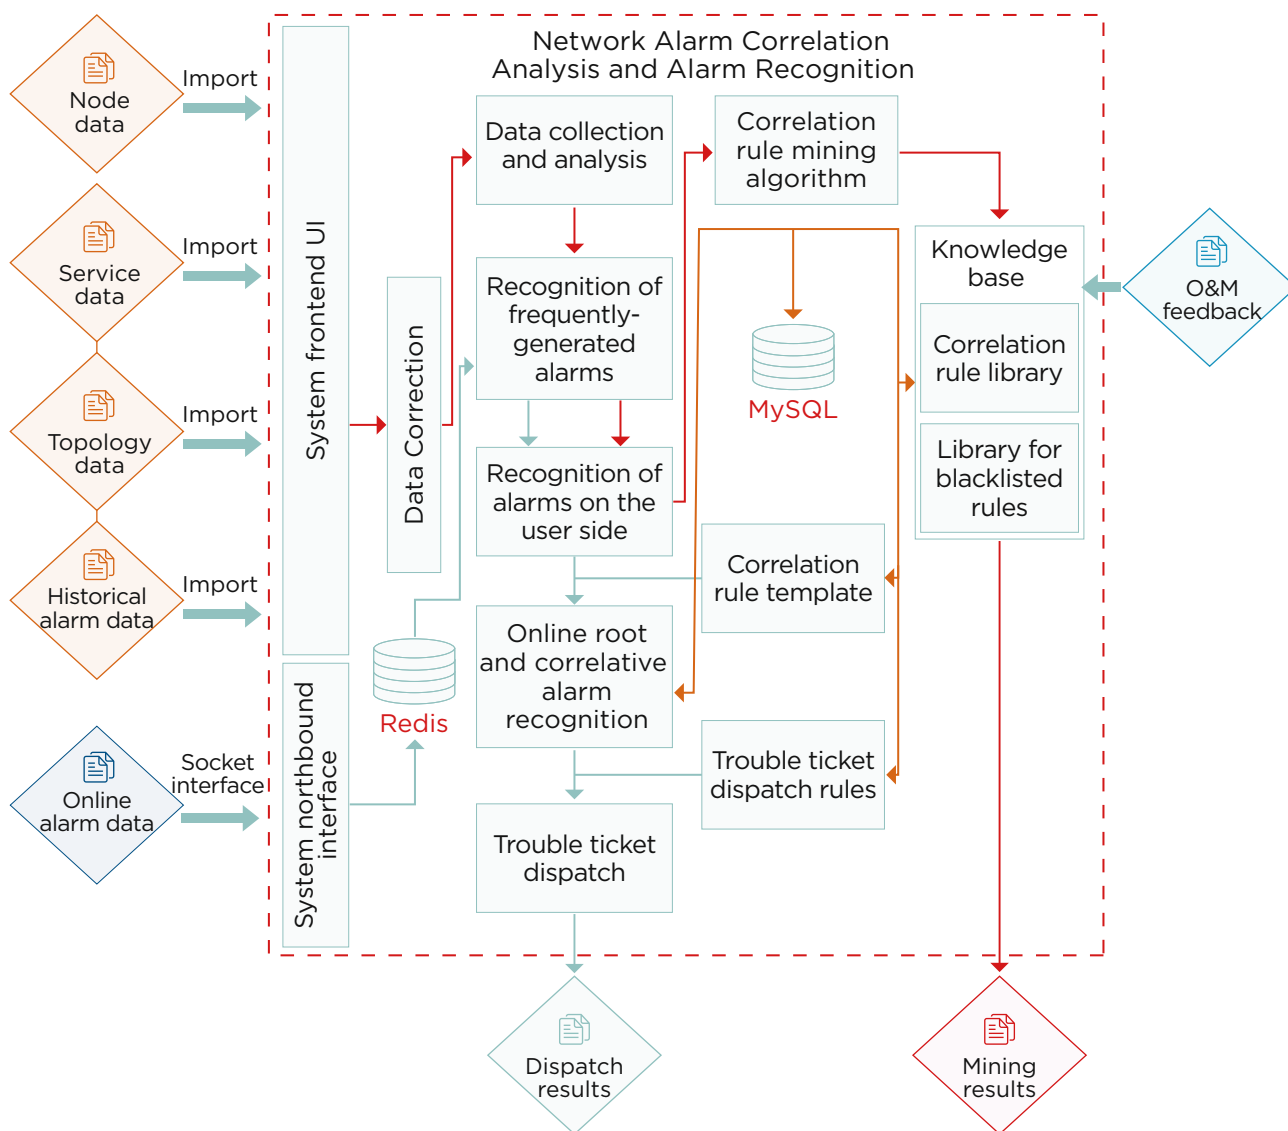 Network Alarm Correlation
Analysis and Alarm Recognition
Node
data
Import
Service
data
Import
Topology
data
Import
Historical
alarm data
Import
Online
alarm data
Socket
interface
System frontend UI
System northbound
interface
Data Correction
Redis
Data collection
and analysis
Recognition of
frequently-
generated
alarms
Recognition of
alarms on the
user side
Online root
and correlative
alarm
recognition
Trouble ticket
dispatch
Correlation
rule mining
algorithm
MySQL
Correlation
rule template
Trouble ticket
dispatch rules
Knowledge
base
Correlation
rule library
Library for
blacklisted
rules
O&M
feedback
Dispatch
results
Mining
results